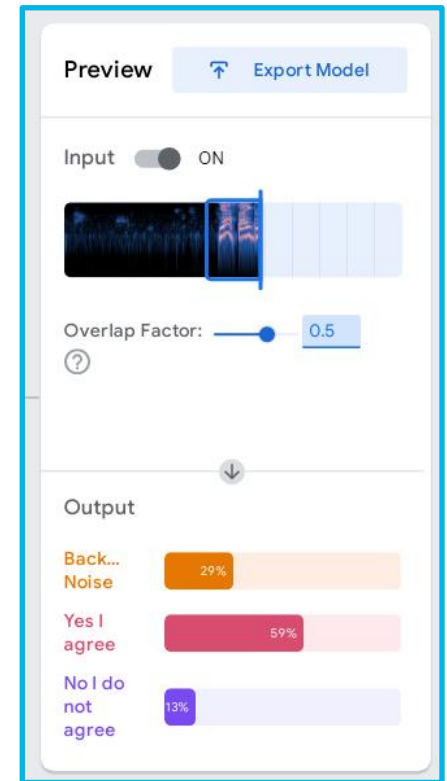 Preview
Export Model
Input ON
Overlap Factor: 0.5
?
Output
Back...
Noise
29%
Yes I
agree
59%
No I do
not
agree
13%